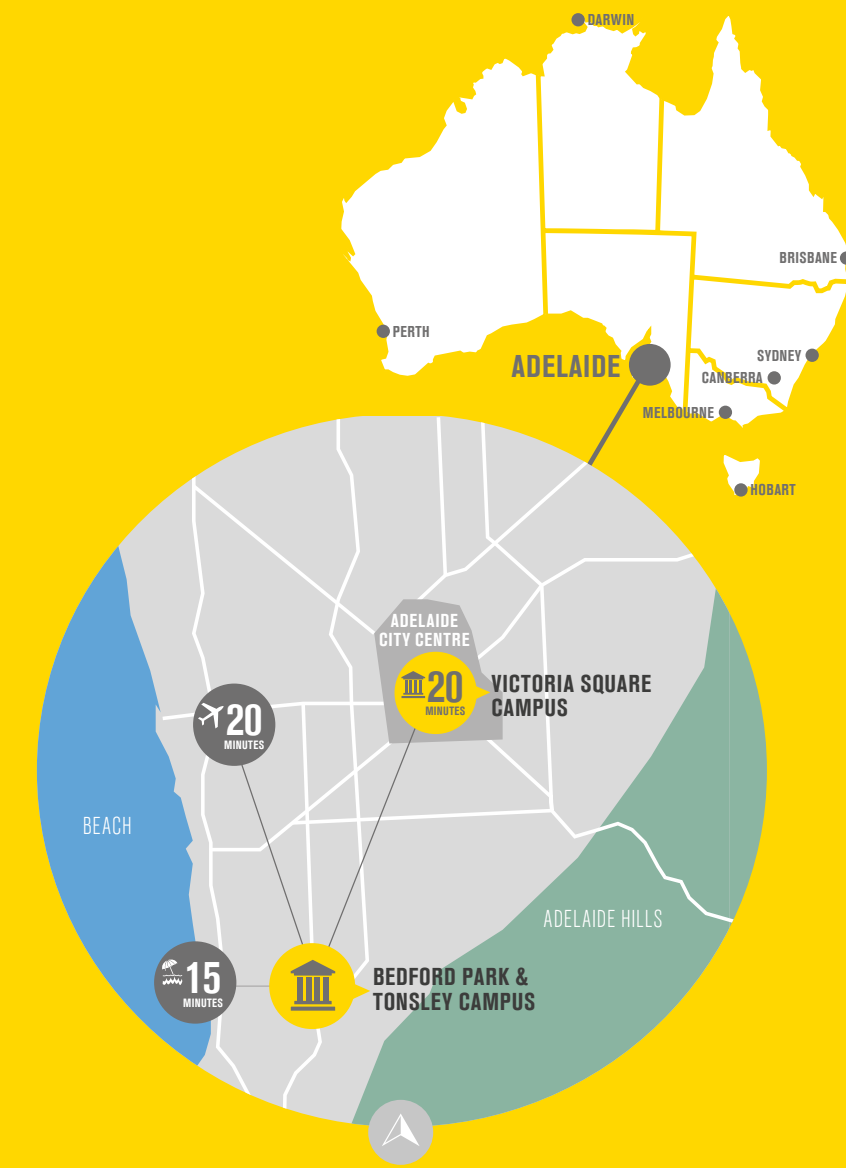 DARWIN
BRISBANE
PERTH
SYDNEY
ADELAIDE
CANBERRA
MELBOURNE
HOBART
ADELAIDE
CITY CENTRE
20
MINUTES
VICTORIA SQUARE
CAMPUS
20
MINUTES
BEACH
ADELAIDE HILLS
15
MINUTES
BEDFORD PARK &
TONSLEY CAMPUS